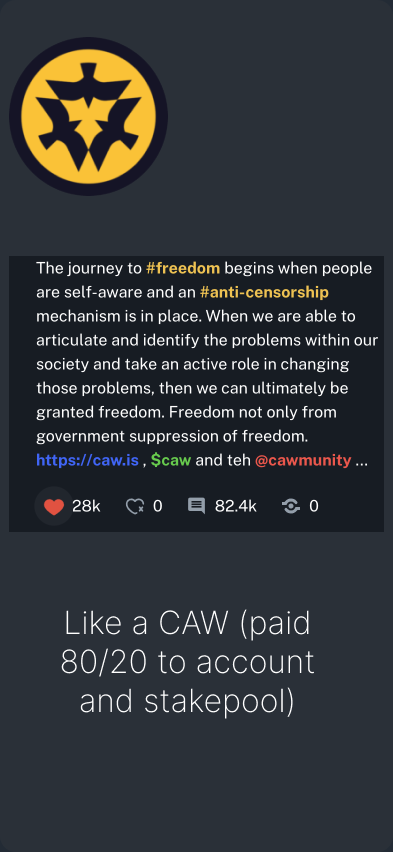 The journey to #freedom begins when people
are self-aware and an #anti-censorship
mechanism is in place. When we are able to
articulate and identify the problems within our
society and take an active role in changing
those problems, then we can ultimately be
granted freedom. Freedom not only from
government suppression of freedom.
https://caw.is , $caw and teh @cawmunity ...
28k 0 82.4k 0
Like a CAW (paid
80/20 to account
and stakepool)